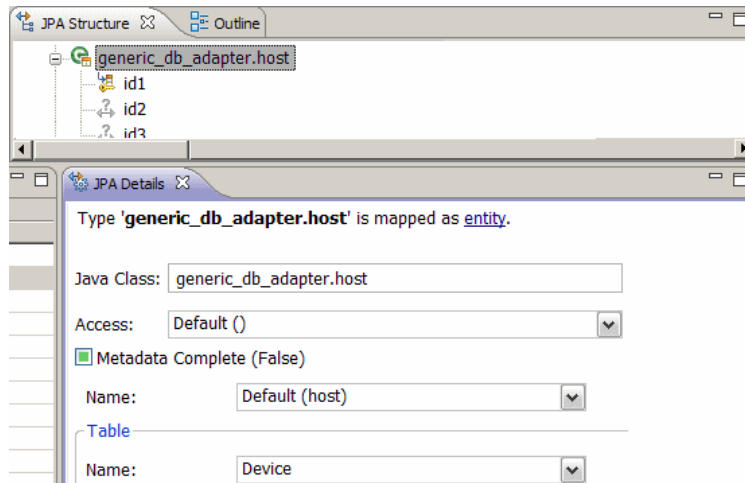 JPA Structure Outline
generic_db_adapter.host
id1
id2
id3
JPA Details
Type 'generic_db_adapter.host' is mapped as entity.
Java Class: generic_db_adapter.host
Access: Default ()
Metadata Complete (False)
Name: Default (host)
Table
Name: Device